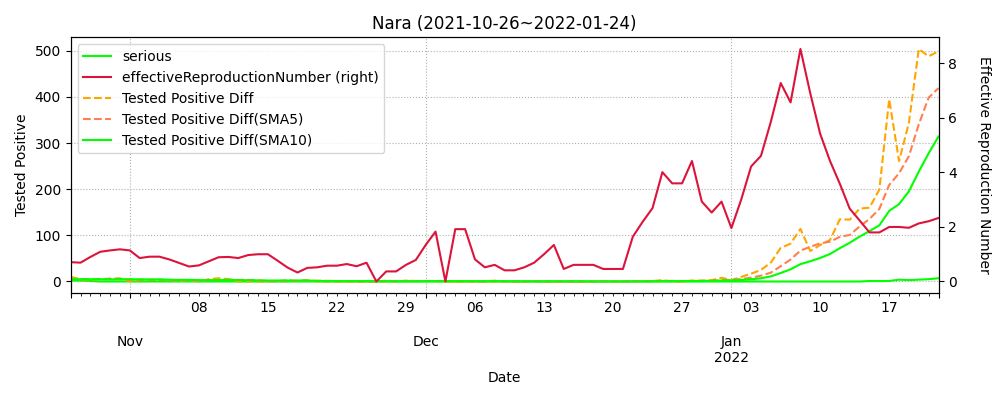 Nara (2021-10-26~2022-01-24)
serious
effectiveReproductionNumber (right)
Tested Positive Diff
Tested Positive Diff(SMA5)
Tested Positive Diff(SMA10)
Tested Positive
500
400
300
200
100
0
8
6
4
2
0
Effective Reproduction Number
08 15 22 29 06 13 20 27 03 10 17
Nov Dec Jan
2022
Date